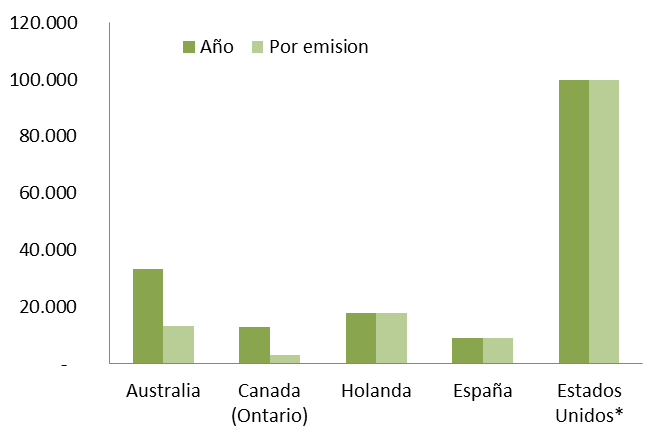 120.000
Año
Por emision
100.000
80.000
60.000
40.000
20.000
-
Australia
Canada
(Ontario)
Holanda
España
Estados
Unidos*